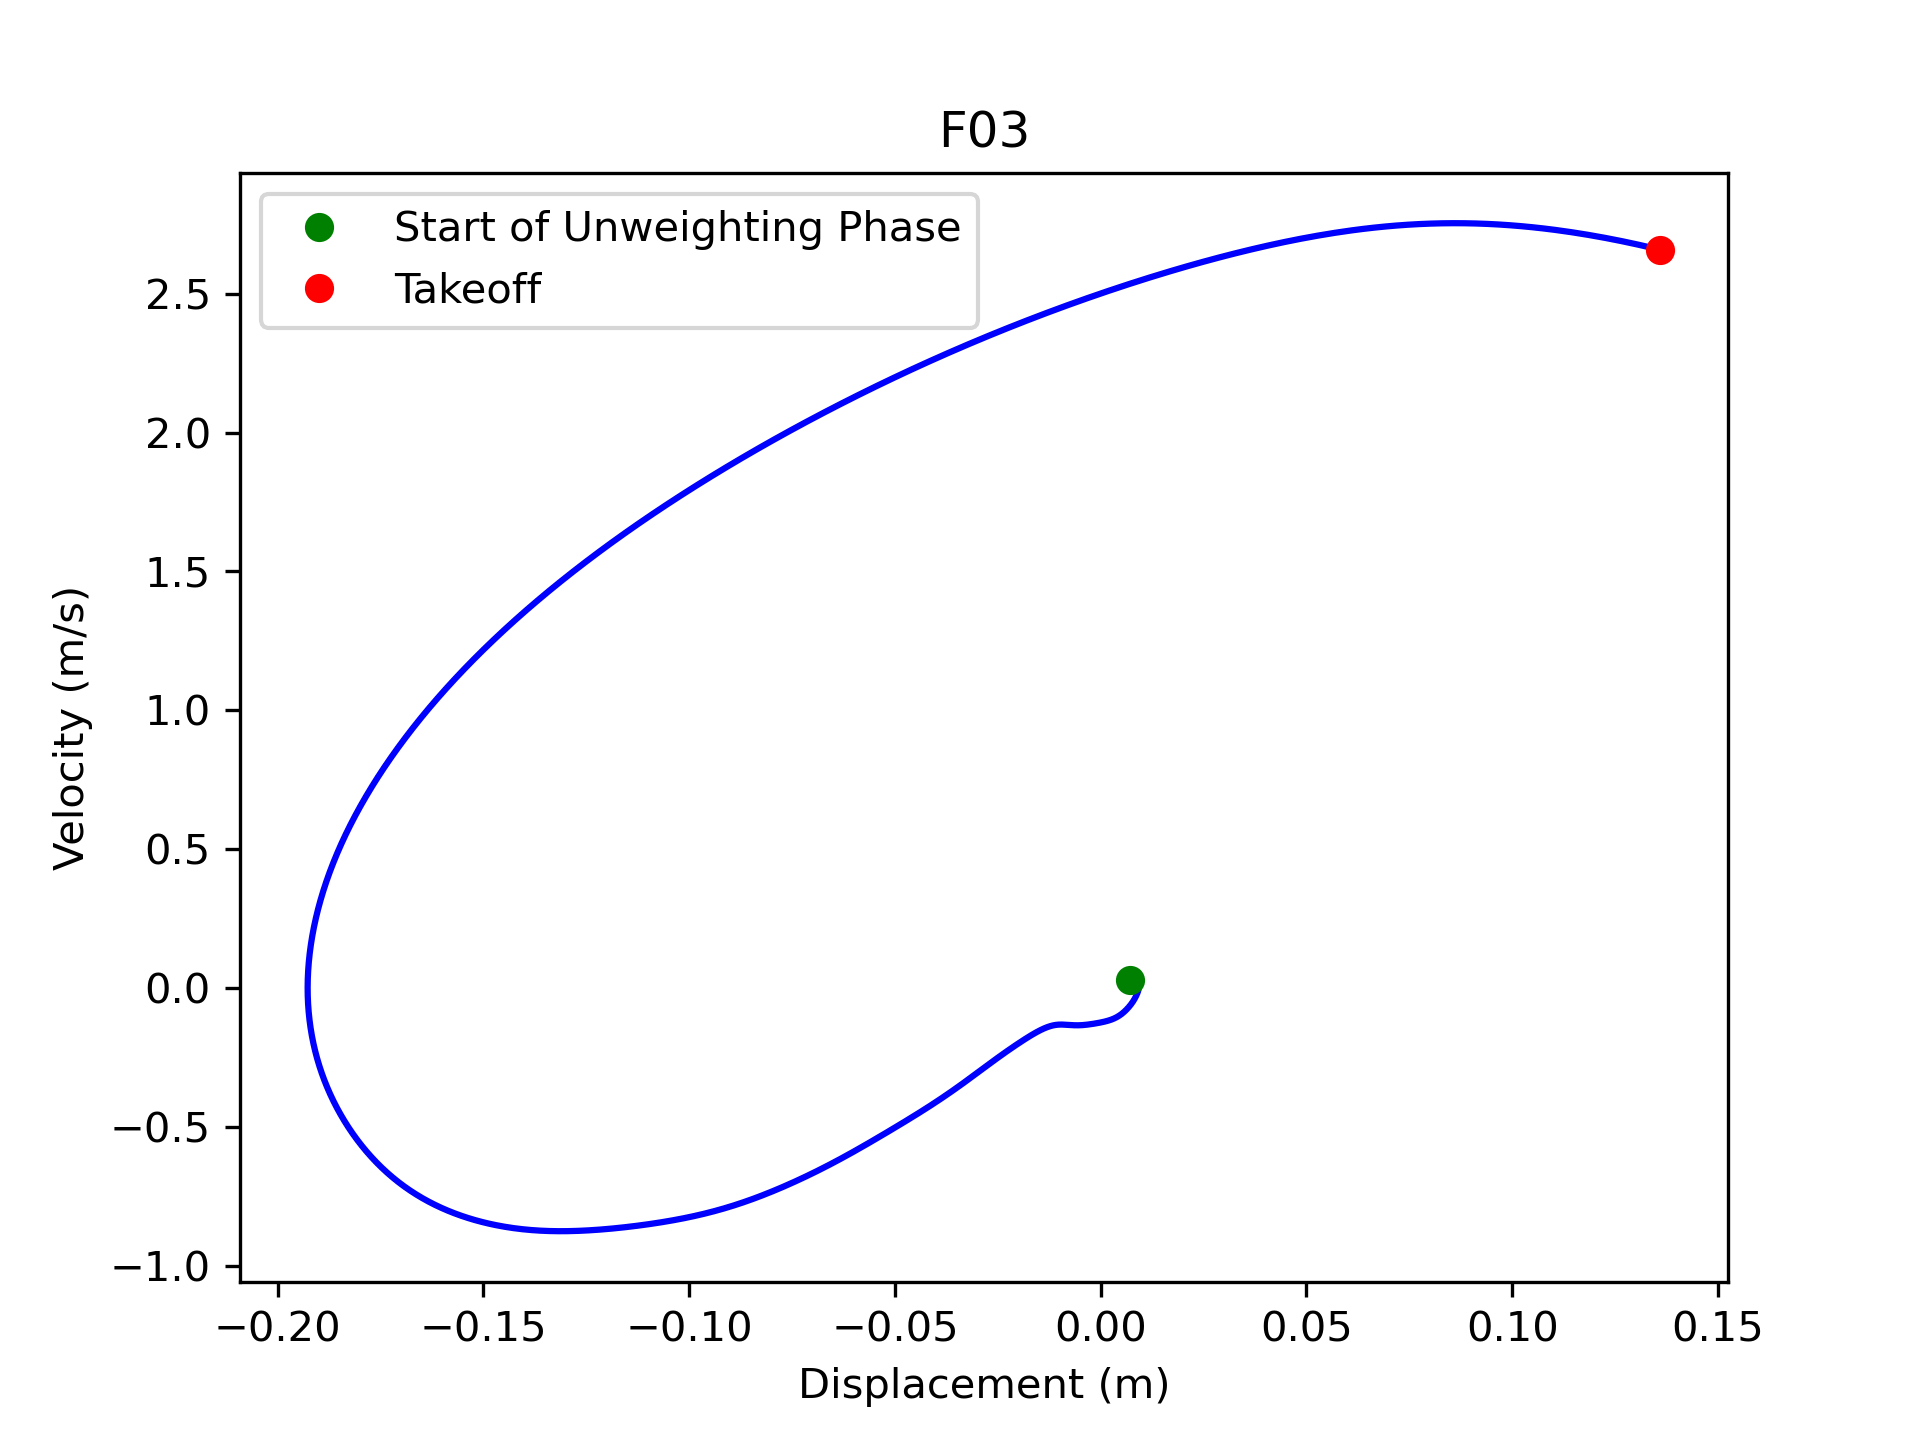 F03
Start of Unweighting Phase
Takeoff
Velocity (m/s)
2.5
2.0
1.5
1.0
0.5
0.0
−0.5
−1.0
−0.20 −0.15 −0.10 −0.05 0.00 0.05 0.10 0.15
Displacement (m)